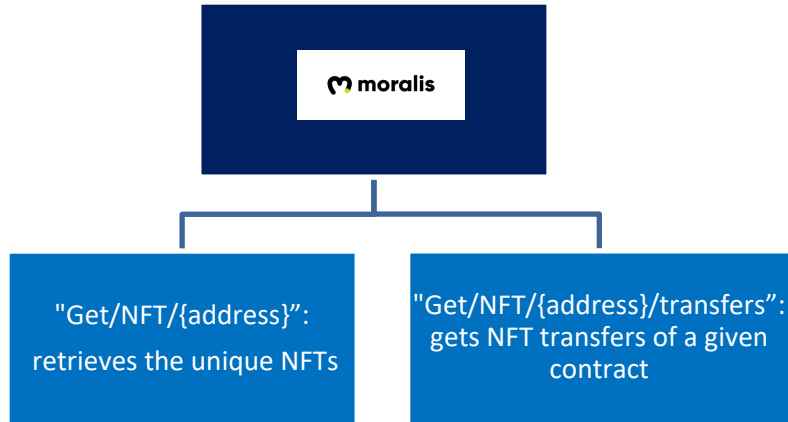 moralis
"Get/NFT/{address}”:
retrieves the unique NFTs
"Get/NFT/{address}/transfers”:
gets NFT transfers of a given
contract